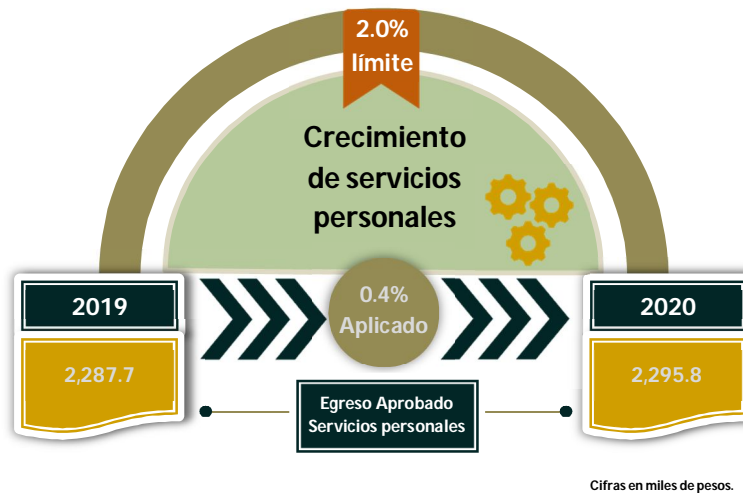 2.0%
límite
Crecimiento
de servicios
personales
2019
0.4%
Aplicado
2020
2,287.7
2,295.8
Egreso Aprobado
Servicios personales
Cifras en miles de pesos.